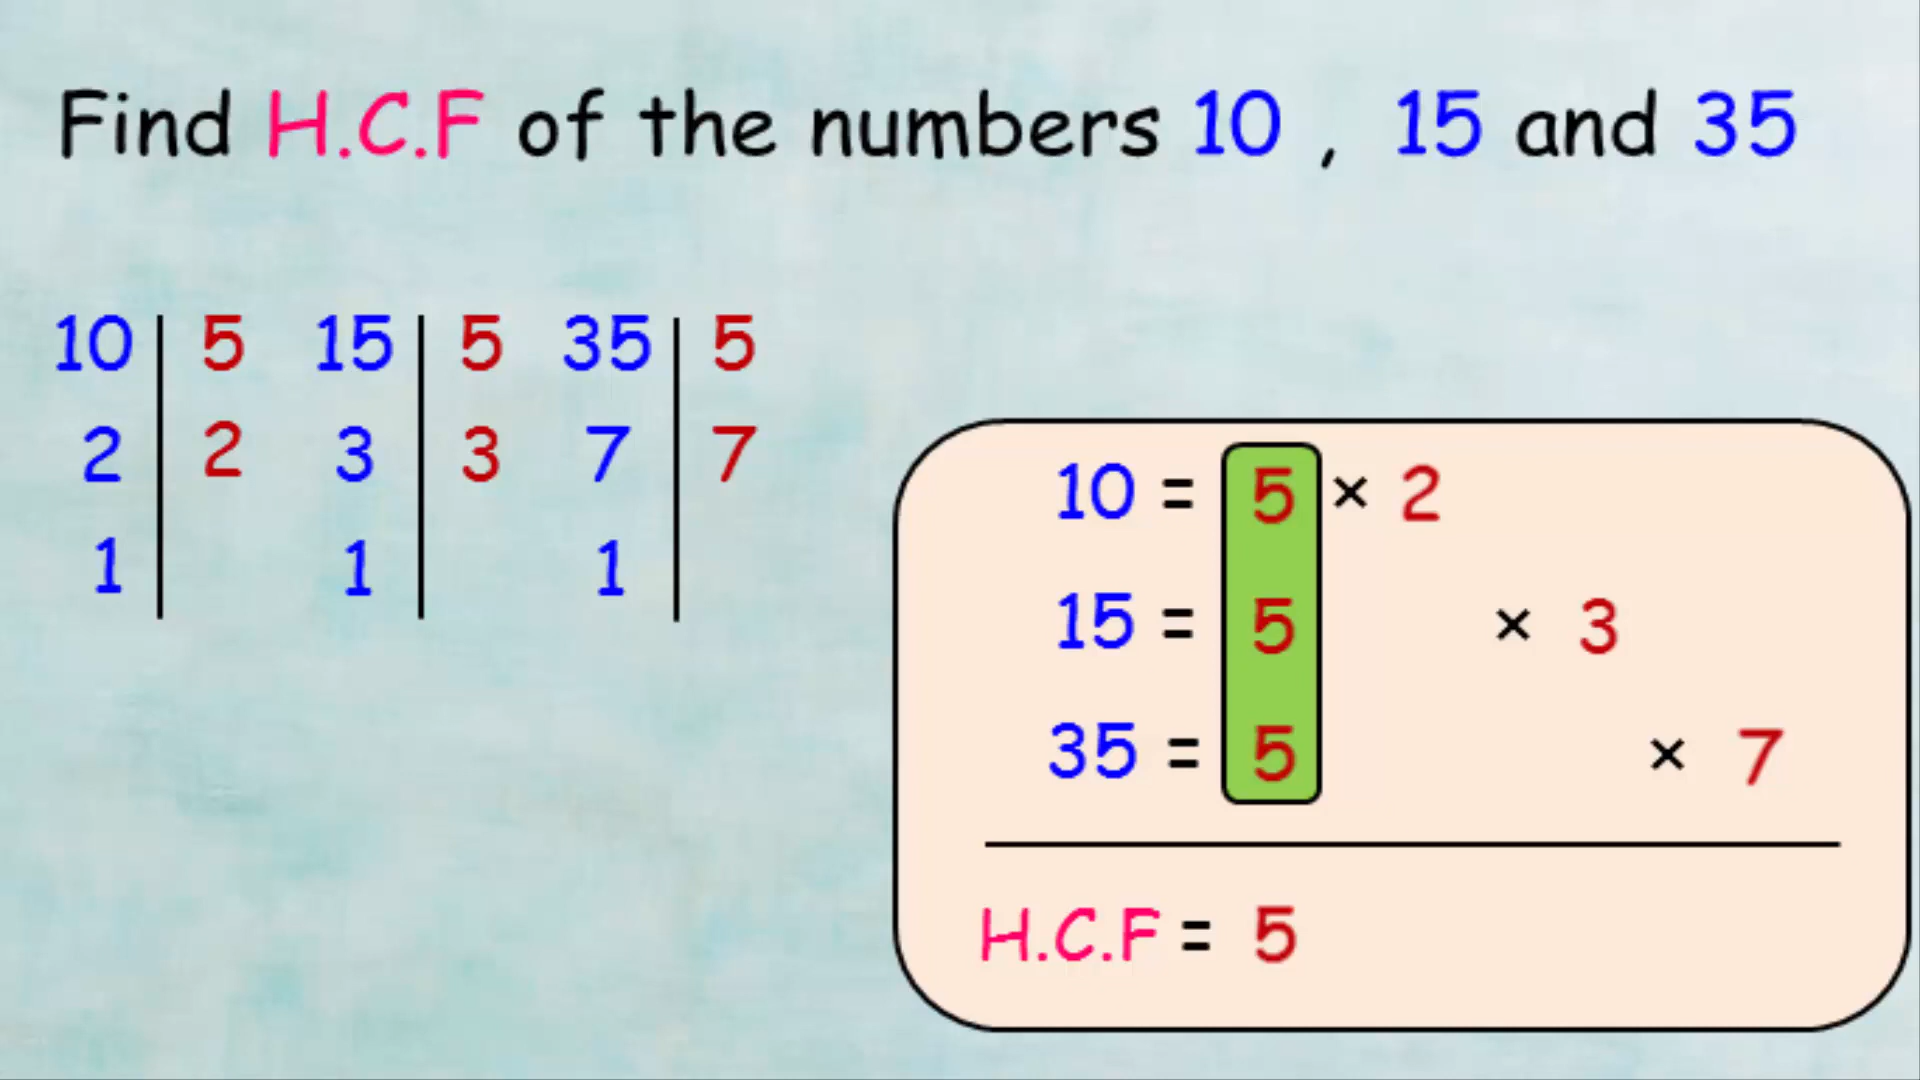 Find H.C.F of the numbers 10 , 15 and 35
10 5 15 5 35 5
2 2 3 3 7 7
1 1 1
10 = 5 × 2
15 = 5 × 3
35 = 5 × 7
H.C.F = 5